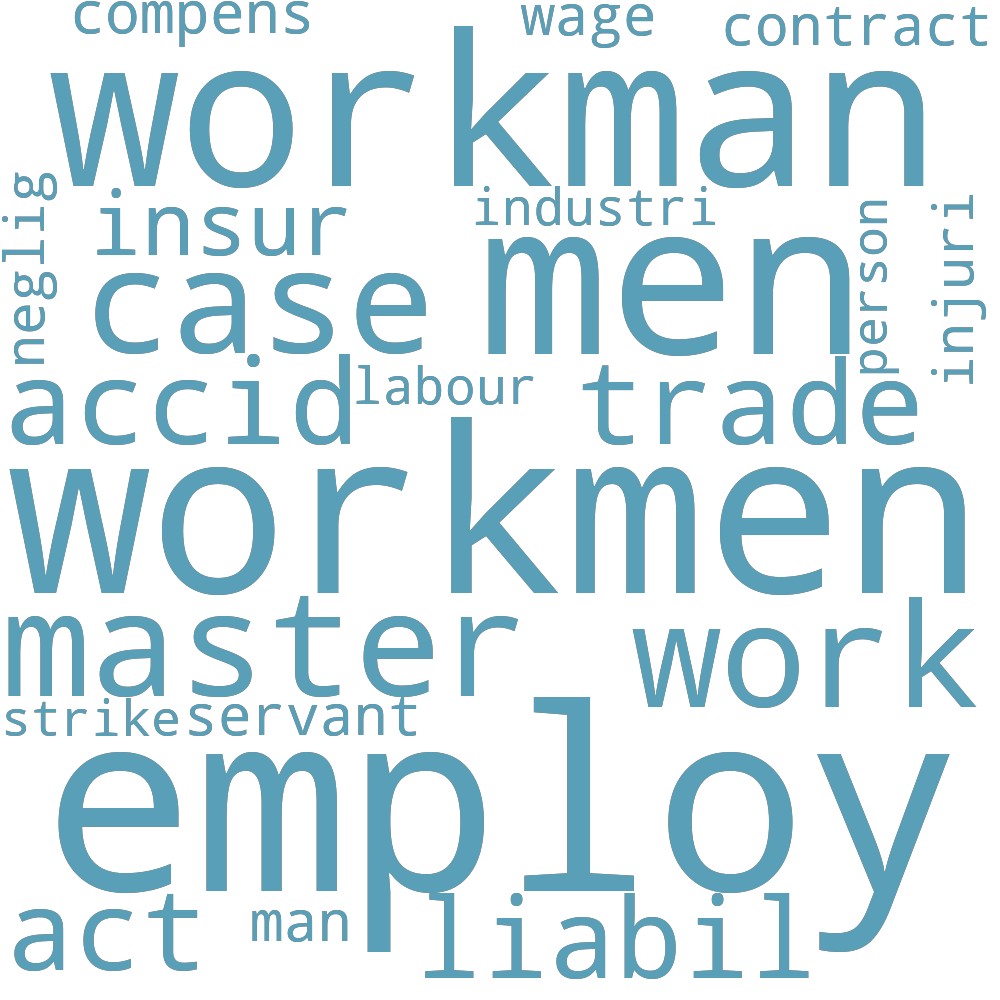 compens wage contract
workman
neglig insur industri person injuri
case men
accid labour trade
workmen
master work
strike servant
employ
act man liabil